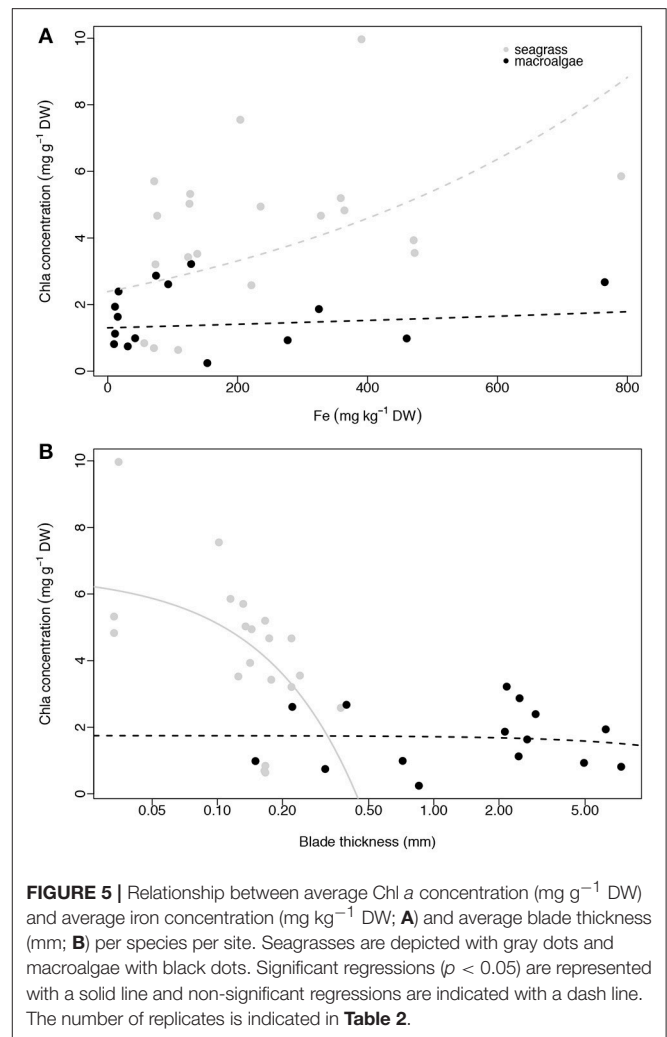 A
10
8
6
4
2
0
Chla concentration (mg g⁻¹ DW)
seagrass
macroalgae
0 200 400 600 800
Fe (mg kg⁻¹ DW)
B
10
8
6
4
2
0
Chla concentration (mg g⁻¹ DW)
0.05 0.10 0.20 0.50 1.00 2.00 5.00
Blade thickness (mm)
FIGURE 5 | Relationship between average Chl a concentration (mg g⁻¹ DW)
and average iron concentration (mg kg⁻¹ DW; A) and average blade thickness
(mm; B) per species per site. Seagrasses are depicted with gray dots and
macroalgae with black dots. Significant regressions (p < 0.05) are represented
with a solid line and non-significant regressions are indicated with a dash line.
The number of replicates is indicated in Table 2.